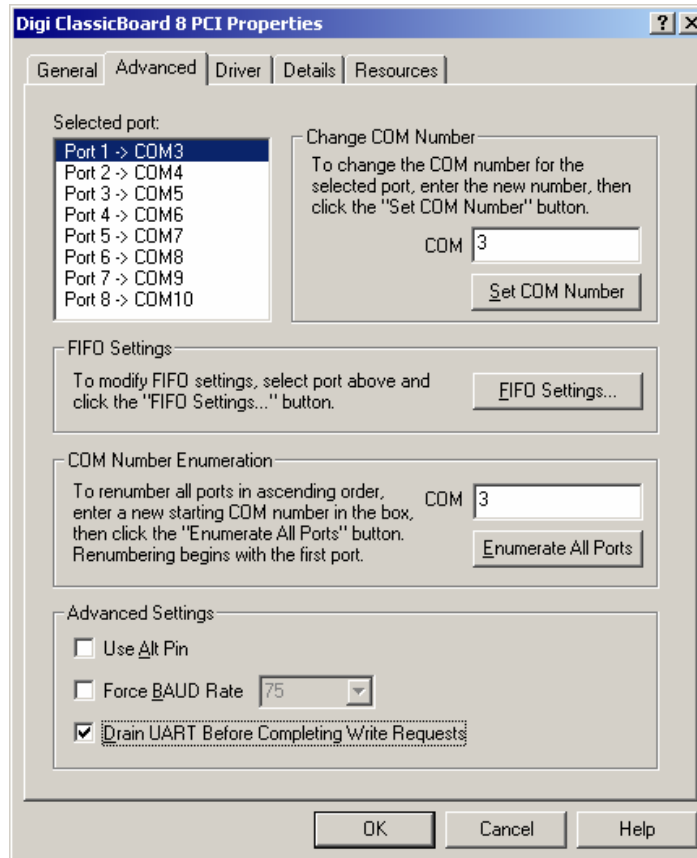 Digi ClassicBoard 8 PCI Properties
General
Advanced
Driver
Details
Resources
Selected port:
Port 1 -> COM3
Port 2 -> COM4
Port 3 -> COM5
Port 4 -> COM6
Port 5 -> COM7
Port 6 -> COM8
Port 7 -> COM9
Port 8 -> COM10
Change COM Number
To change the COM number for the
selected port, enter the new number, then
click the "Set COM Number" button.
COM 3
Set COM Number
FIFO Settings
To modify FIFO settings, select port above and
click the "FIFO Settings..." button.
FIFO Settings...
COM Number Enumeration
To renumber all ports in ascending order,
enter a new starting COM number in the box,
then click the "Enumerate All Ports" button.
Renumbering begins with the first port.
COM 3
Enumerate All Ports
Advanced Settings
Use Alt Pin
Force BAUD Rate 75
Drain UART Before Completing Write Requests
OK
Cancel
Help